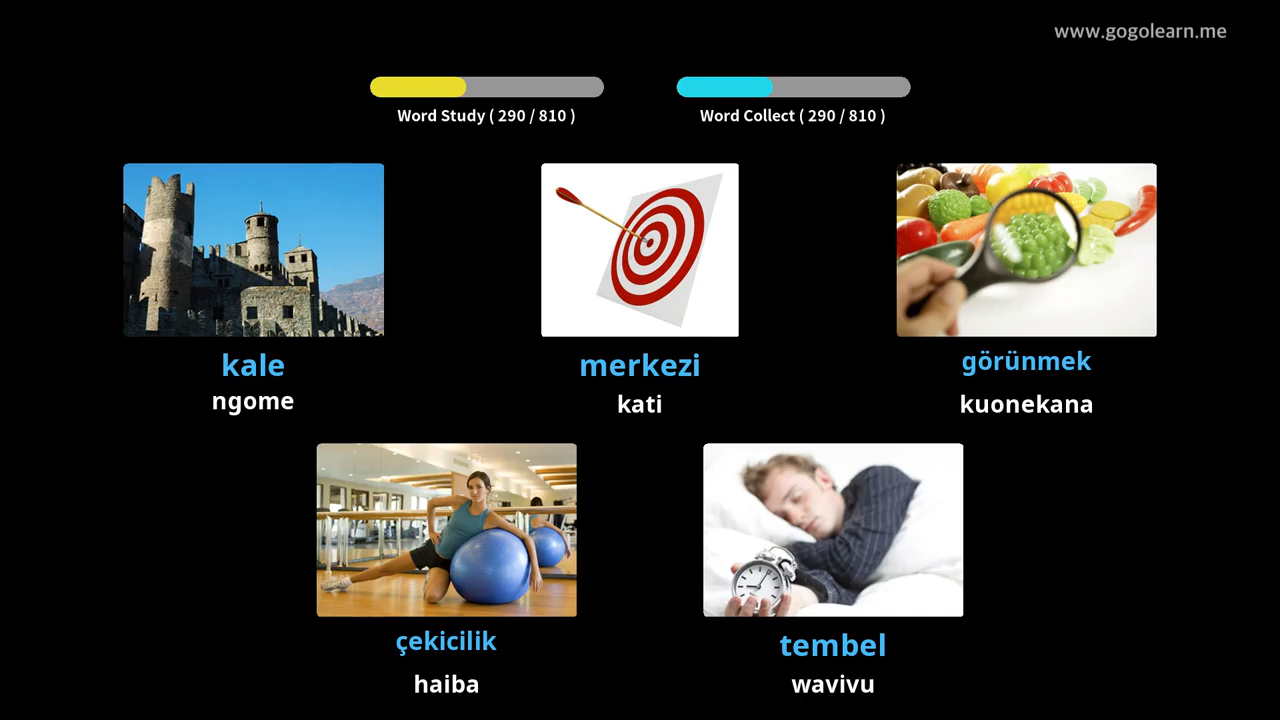 www.gogolearn.me
Word Study ( 290 / 810 )
Word Collect ( 290 / 810 )
kale
ngome
merkezi
kati
görünmek
kuonekana
çekicilik
haiba
tembel
wavivu